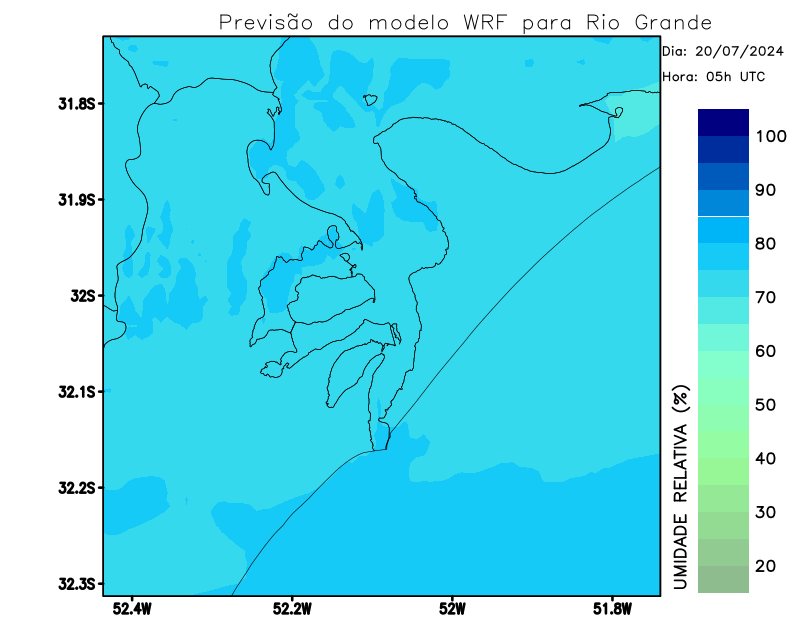 Previsão do modelo WRF para Rio Grande
Dia: 20/07/2024
Hora: 05h UTC
31.8S
31.9S
32S
32.1S
32.2S
32.3S
52.4W
52.2W
52W
51.8W
100
90
80
70
60
50
40
30
20
UMIDADE RELATIVA (%)